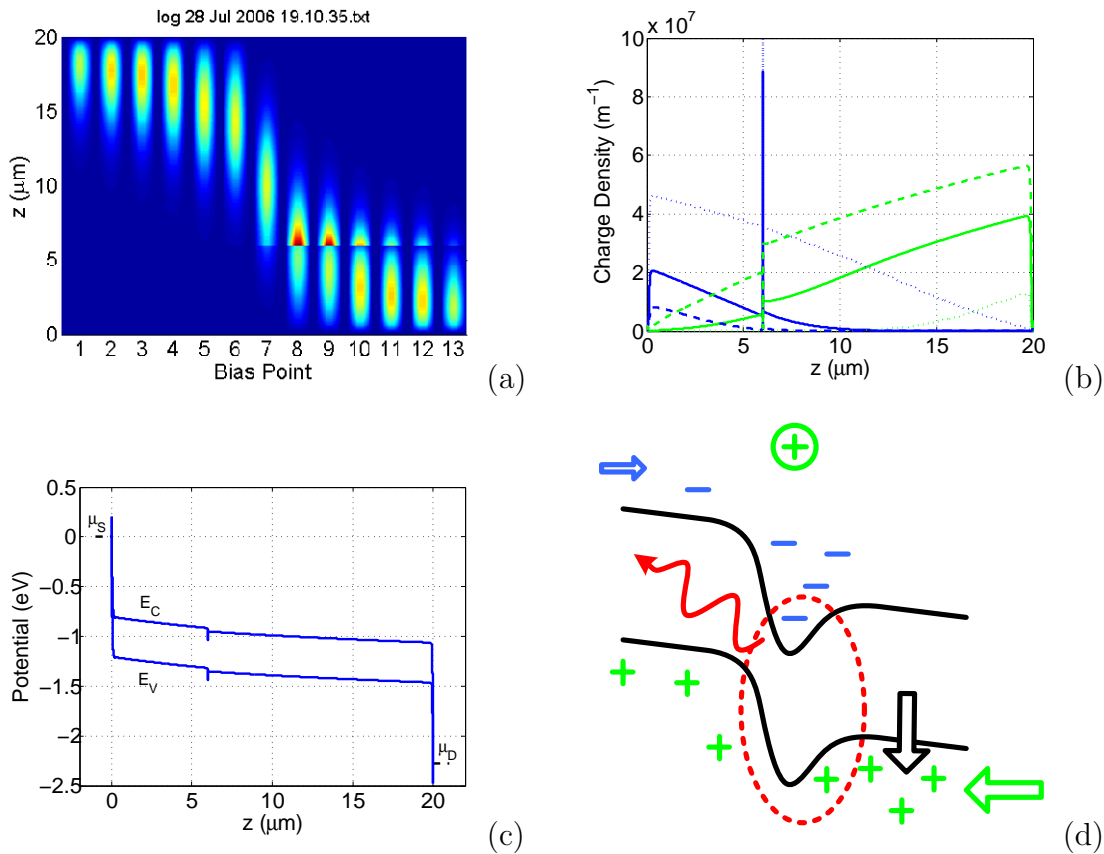 log 28 Jul 2006 19.10.35.txt
20
15
10
5
0
z (μm)
1 2 3 4 5 6 7 8 9 10 11 12 13
Bias Point
(a)
x 10⁷
10
8
6
4
2
0
Charge Density (m⁻¹)
0 5 10 15 20
z (μm)
(b)
0.5
0
−0.5
−1
−1.5
−2
−2.5
Potential (eV)
μS
EC
EV
μD
0 5 10 15 20
z (μm)
(c)
(d)